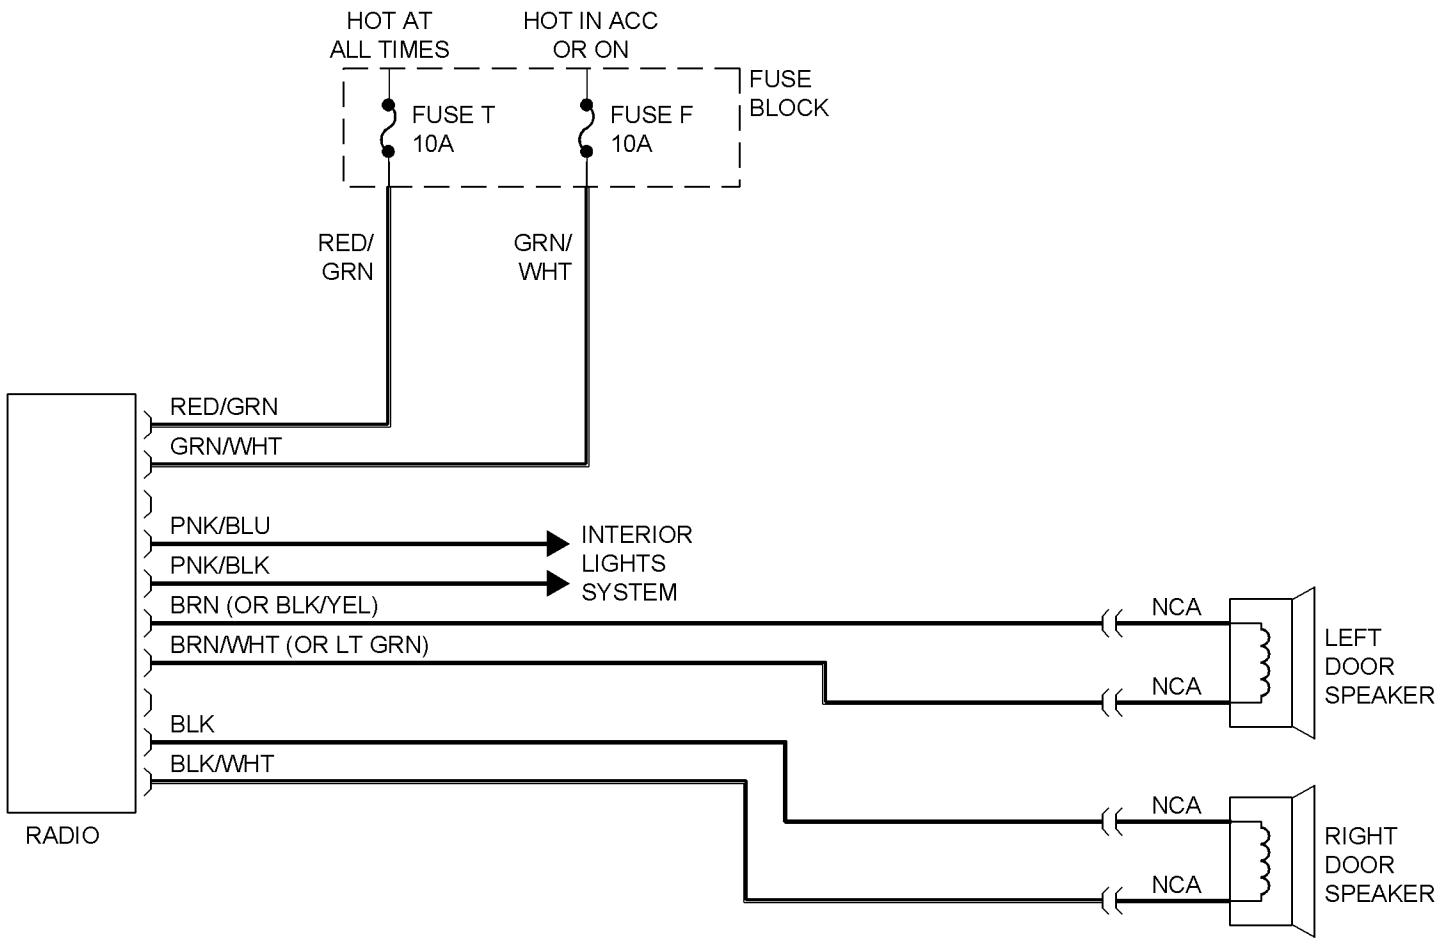 HOT AT
ALL TIMES
HOT IN ACC
OR ON
FUSE
BLOCK
FUSE T
10A
FUSE F
10A
RED/
GRN
GRN/
WHT
RED/GRN
GRN/WHT
PNK/BLU
PNK/BLK
INTERIOR
LIGHTS
SYSTEM
BRN (OR BLK/YEL)
BRN/WHT (OR LT GRN)
NCA
NCA
LEFT
DOOR
SPEAKER
BLK
BLK/WHT
NCA
NCA
RIGHT
DOOR
SPEAKER
RADIO